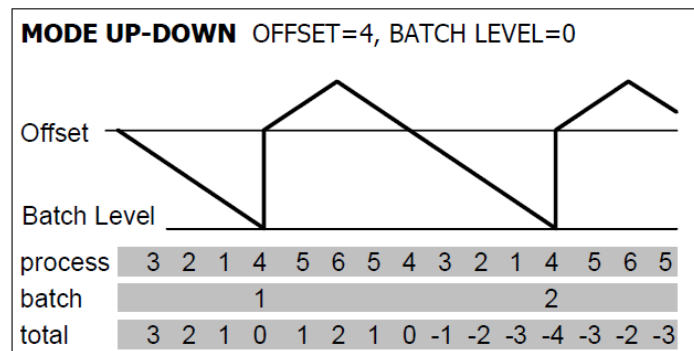 MODE UP-DOWN OFFSET=4, BATCH LEVEL=0
Offset
Batch Level
process 3 2 1 4 5 6 5 4 3 2 1 4 5 6 5
batch 1 2
total 3 2 1 0 1 2 1 0 -1 -2 -3 -4 -3 -2 -3